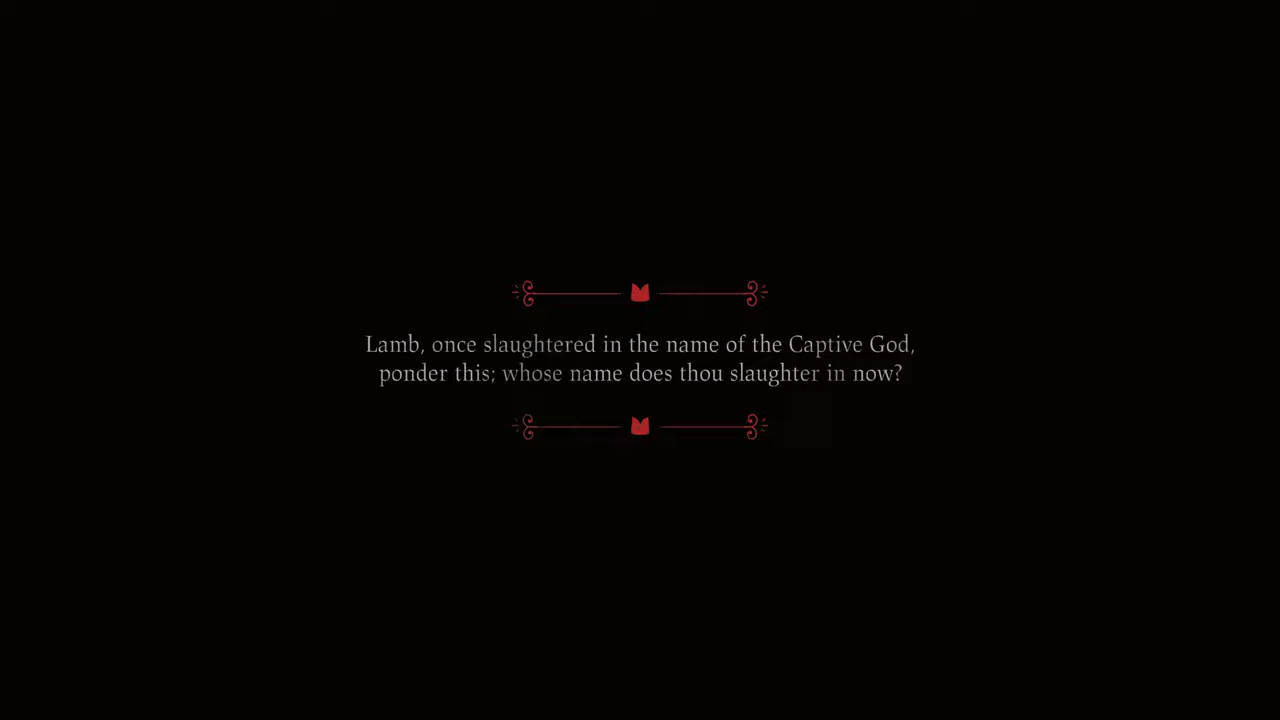 Lamb, once slaughtered in the name of the Captive God,
ponder this; whose name does thou slaughter in now?